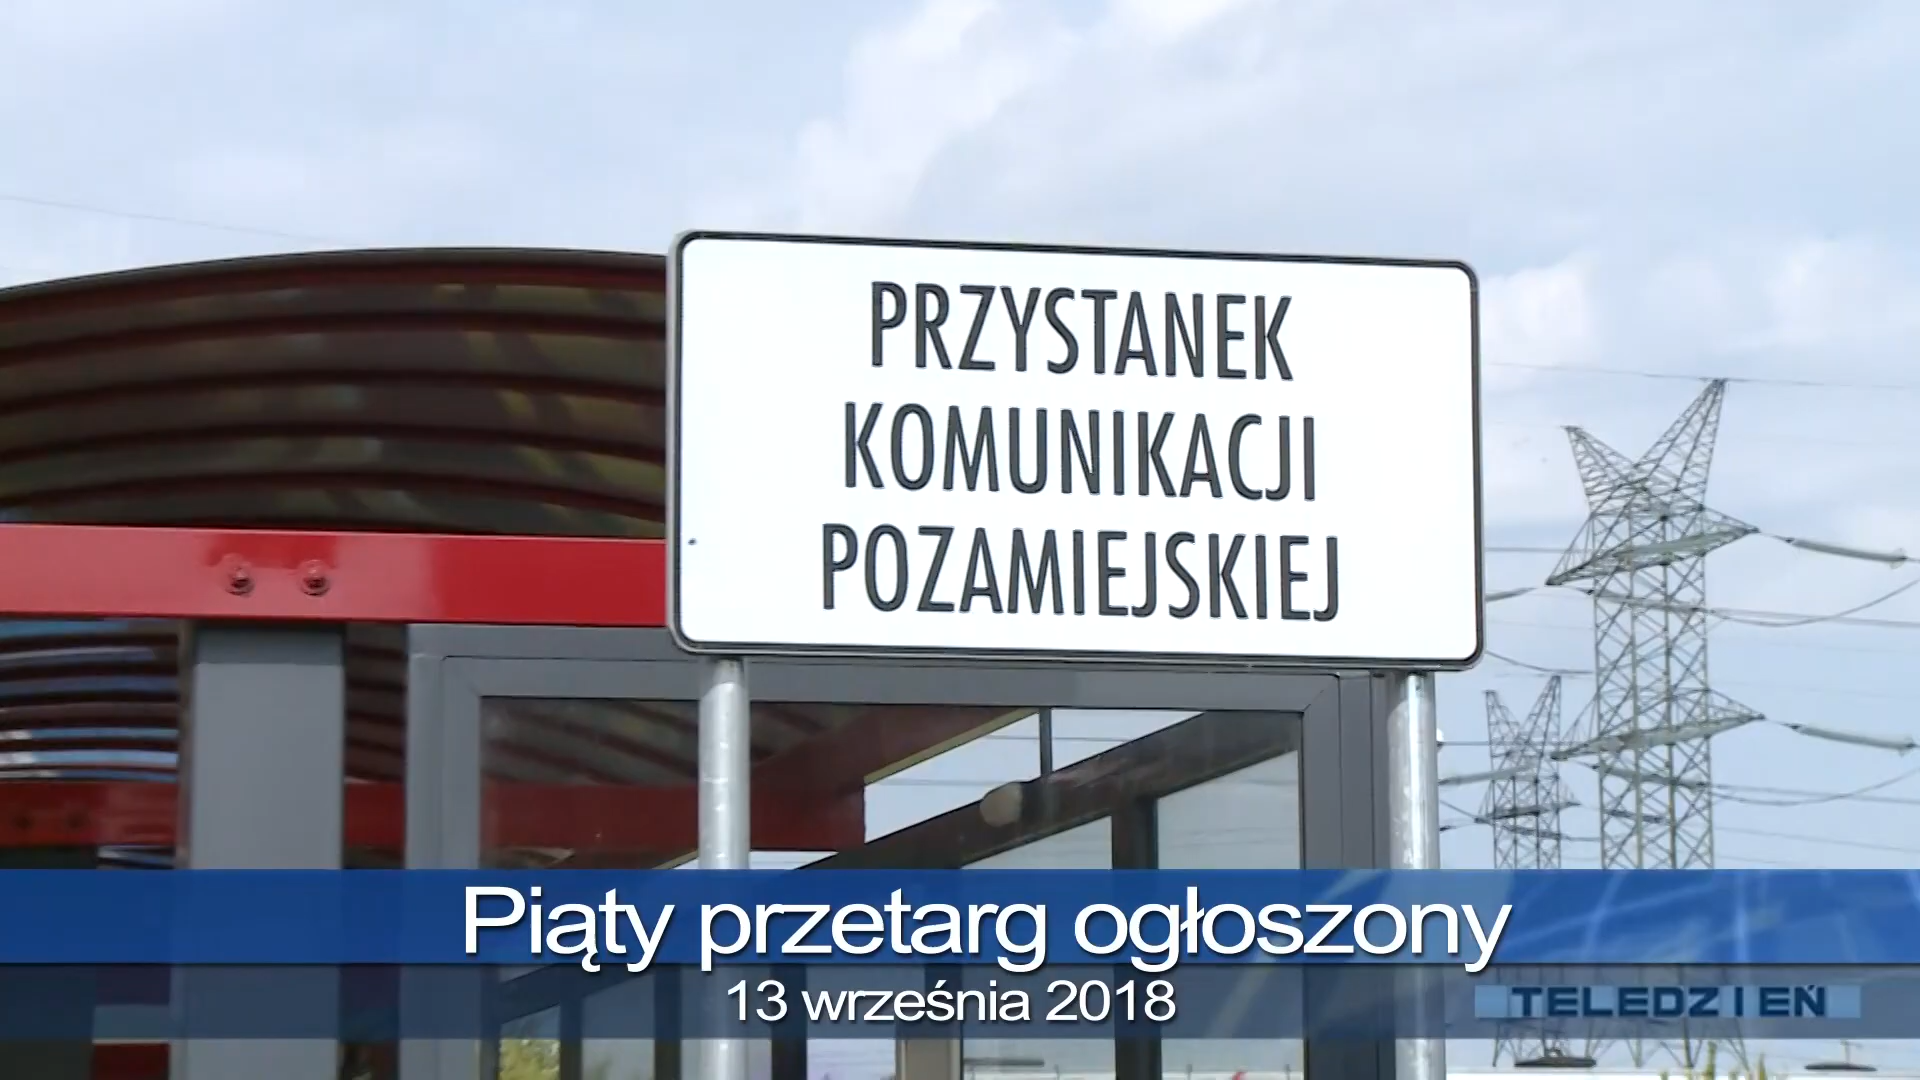 PRZYSTANEK
KOMUNIKACJI
POZAMIEJSKIEJ
Piąty przetarg ogłoszony
13 września 2018
TELEDZIEŃ